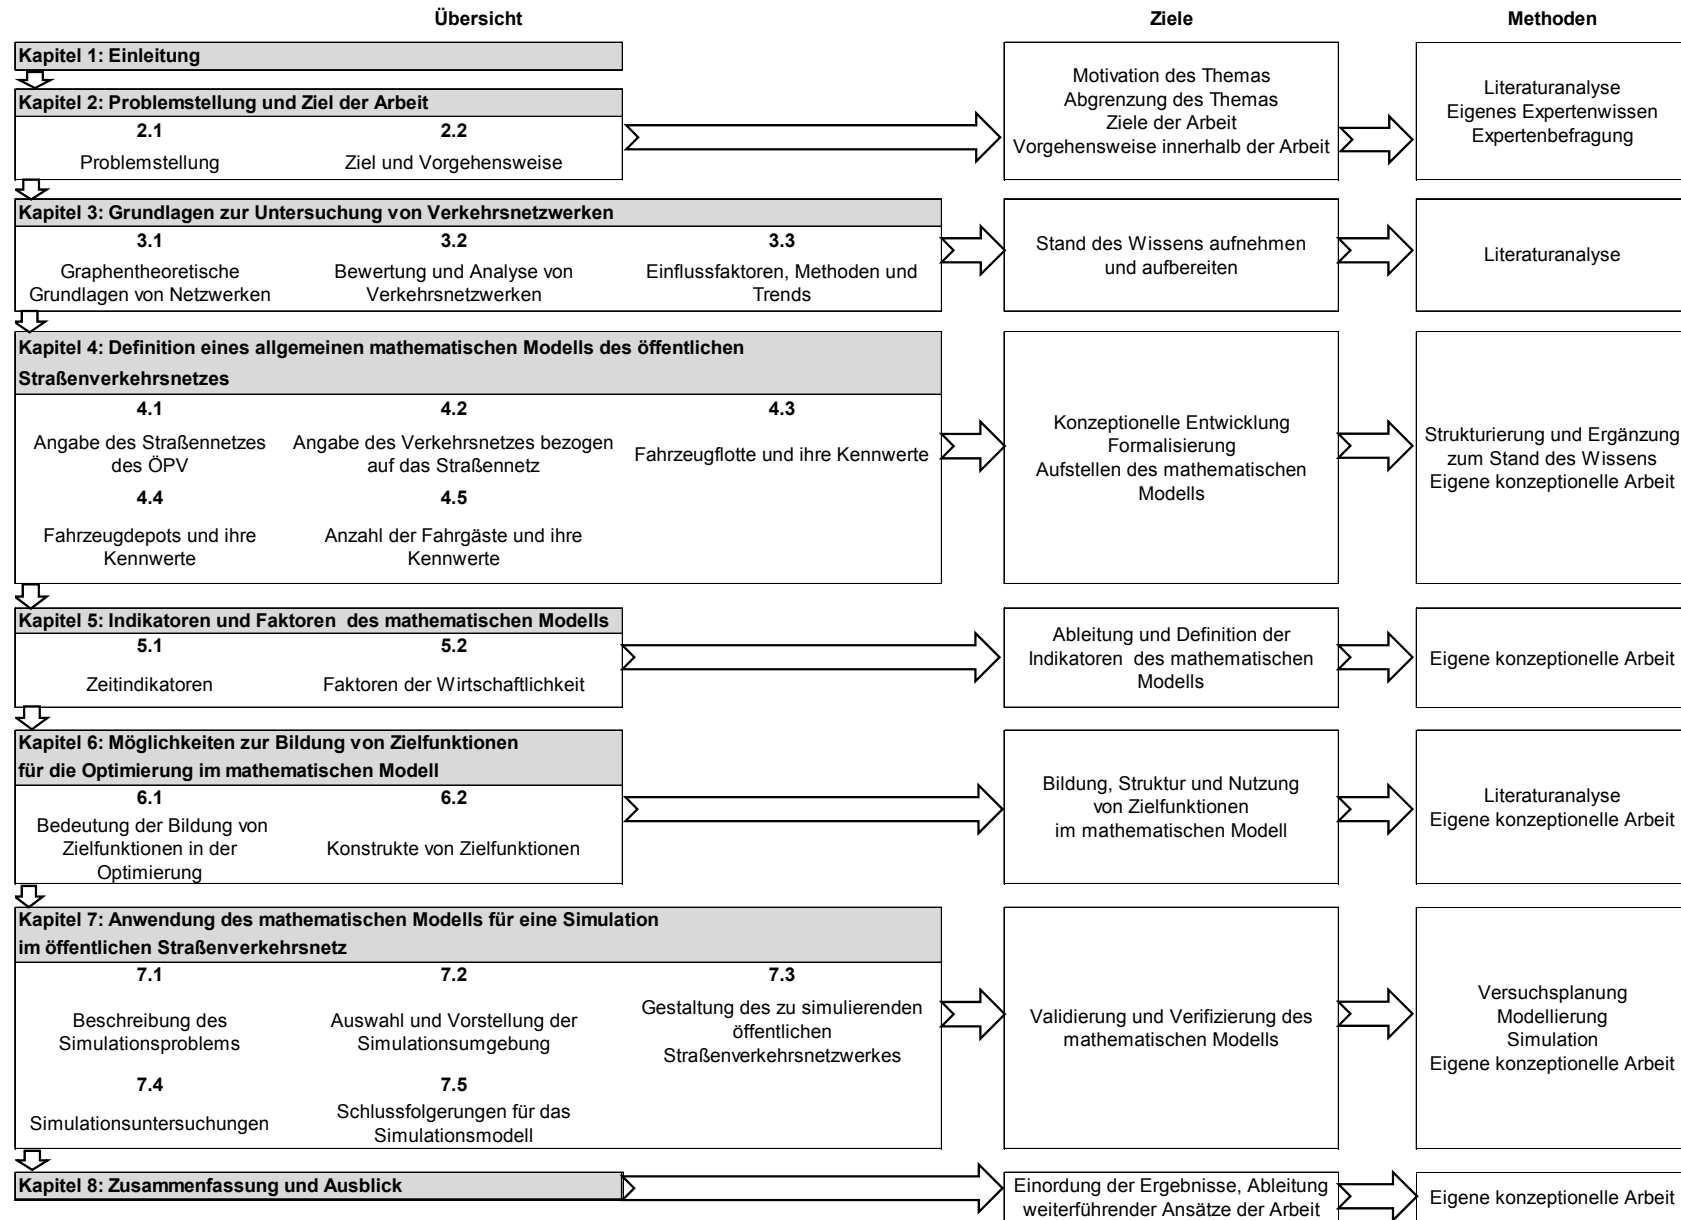 Übersicht
Ziele
Methoden
Kapitel 1: Einleitung
Kapitel 2: Problemstellung und Ziel der Arbeit
2.1
2.2
Problemstellung
Ziel und Vorgehensweise
Motivation des Themas
Abgrenzung des Themas
Ziele der Arbeit
Vorgehensweise innerhalb der Arbeit
Literaturanalyse
Eigenes Expertenwissen
Expertenbefragung
Kapitel 3: Grundlagen zur Untersuchung von Verkehrsnetzwerken
3.1
3.2
3.3
Graphentheoretische
Grundlagen von Netzwerken
Bewertung und Analyse von
Verkehrsnetzwerken
Einflussfaktoren, Methoden und
Trends
Stand des Wissens aufnehmen
und aufbereiten
Literaturanalyse
Kapitel 4: Definition eines allgemeinen mathematischen Modells des öffentlichen
Straßenverkehrsnetzes
4.1
4.2
4.3
Angabe des Straßennetzes
des ÖPV
Angabe des Verkehrsnetzes bezogen
auf das Straßennetz
Fahrzeugflotte und ihre Kennwerte
4.4
4.5
Fahrzeugdepots und ihre
Kennwerte
Anzahl der Fahrgäste und ihre
Kennwerte
Konzeptionelle Entwicklung
Formalisierung
Aufstellen des mathematischen
Modells
Strukturierung und Ergänzung
zum Stand des Wissens
Eigene konzeptionelle Arbeit
Kapitel 5: Indikatoren und Faktoren des mathematischen Modells
5.1
5.2
Zeitindikatoren
Faktoren der Wirtschaftlichkeit
Ableitung und Definition der
Indikatoren des mathematischen
Modells
Eigene konzeptionelle Arbeit
Kapitel 6: Möglichkeiten zur Bildung von Zielfunktionen
für die Optimierung im mathematischen Modell
6.1
6.2
Bedeutung der Bildung von
Zielfunktionen in der
Optimierung
Konstrukte von Zielfunktionen
Bildung, Struktur und Nutzung
von Zielfunktionen
im mathematischen Modell
Literaturanalyse
Eigene konzeptionelle Arbeit
Kapitel 7: Anwendung des mathematischen Modells für eine Simulation
im öffentlichen Straßenverkehrsnetz
7.1
7.2
7.3
Beschreibung des
Simulationsproblems
Auswahl und Vorstellung der
Simulationsumgebung
Gestaltung des zu simulierenden
öffentlichen
Straßenverkehrsnetzwerkes
7.4
7.5
Simulationsuntersuchungen
Schlussfolgerungen für das
Simulationsmodell
Validierung und Verifizierung des
mathematischen Modells
Versuchsplanung
Modellierung
Simulation
Eigene konzeptionelle Arbeit
Kapitel 8: Zusammenfassung und Ausblick
Einordung der Ergebnisse, Ableitung
weiterführender Ansätze der Arbeit
Eigene konzeptionelle Arbeit